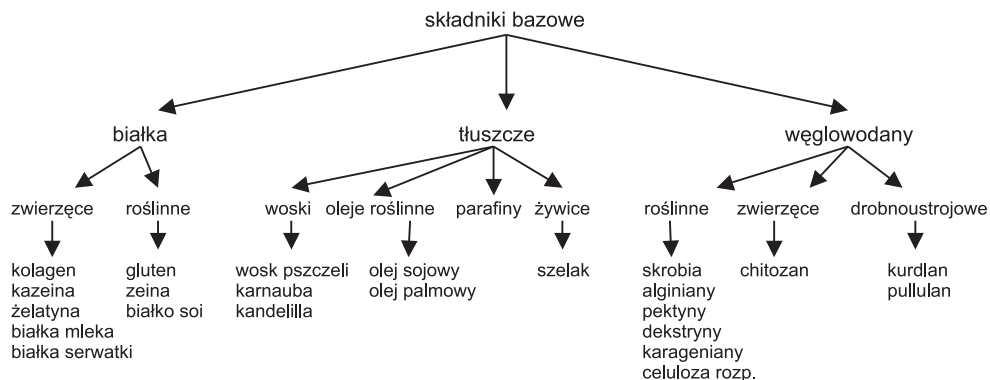 składniki bazowe
białka
tłuszcze
węglowodany
zwierzęce
roślinne
woski
oleje roślinne
parafiny
żywice
roślinne
zwierzęce
drobnoustrojowe
kolagen
kazeina
żelatyna
białka mleka
białka serwatki
gluten
zeina
białko soi
wosk pszczeli
karnauba
kandelilla
olej sojowy
olej palmowy
szelak
skrobia
alginiany
pektyny
dekstryny
karageniany
celuloza rozp.
chitozan
kurdlan
pullulan